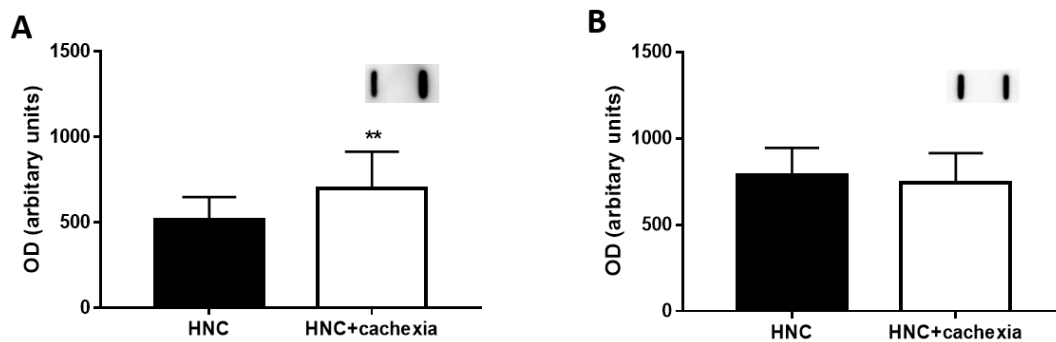 A
OD (arbitary units)
1500
1000
500
0
**
HNC
HNC+cachexia
B
OD (arbitary units)
1500
1000
500
0
HNC
HNC+cachexia